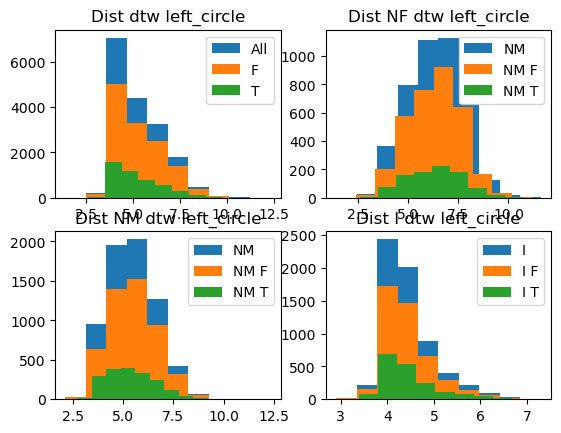 Dist dtw left_circle
All
F
T
6000
4000
2000
0
2.5 5.0 7.5 10.0 12.5
Dist NF dtw left_circle
NM
NM F
NM T
1000
800
600
400
200
0
2.5 5.0 7.5 10.0
Dist NM dtw left_circle
NM
NM F
NM T
2000
1500
1000
500
0
2.5 5.0 7.5 10.0 12.5
Dist I dtw left_circle
I
I F
I T
2500
2000
1500
1000
500
0
3 4 5 6 7